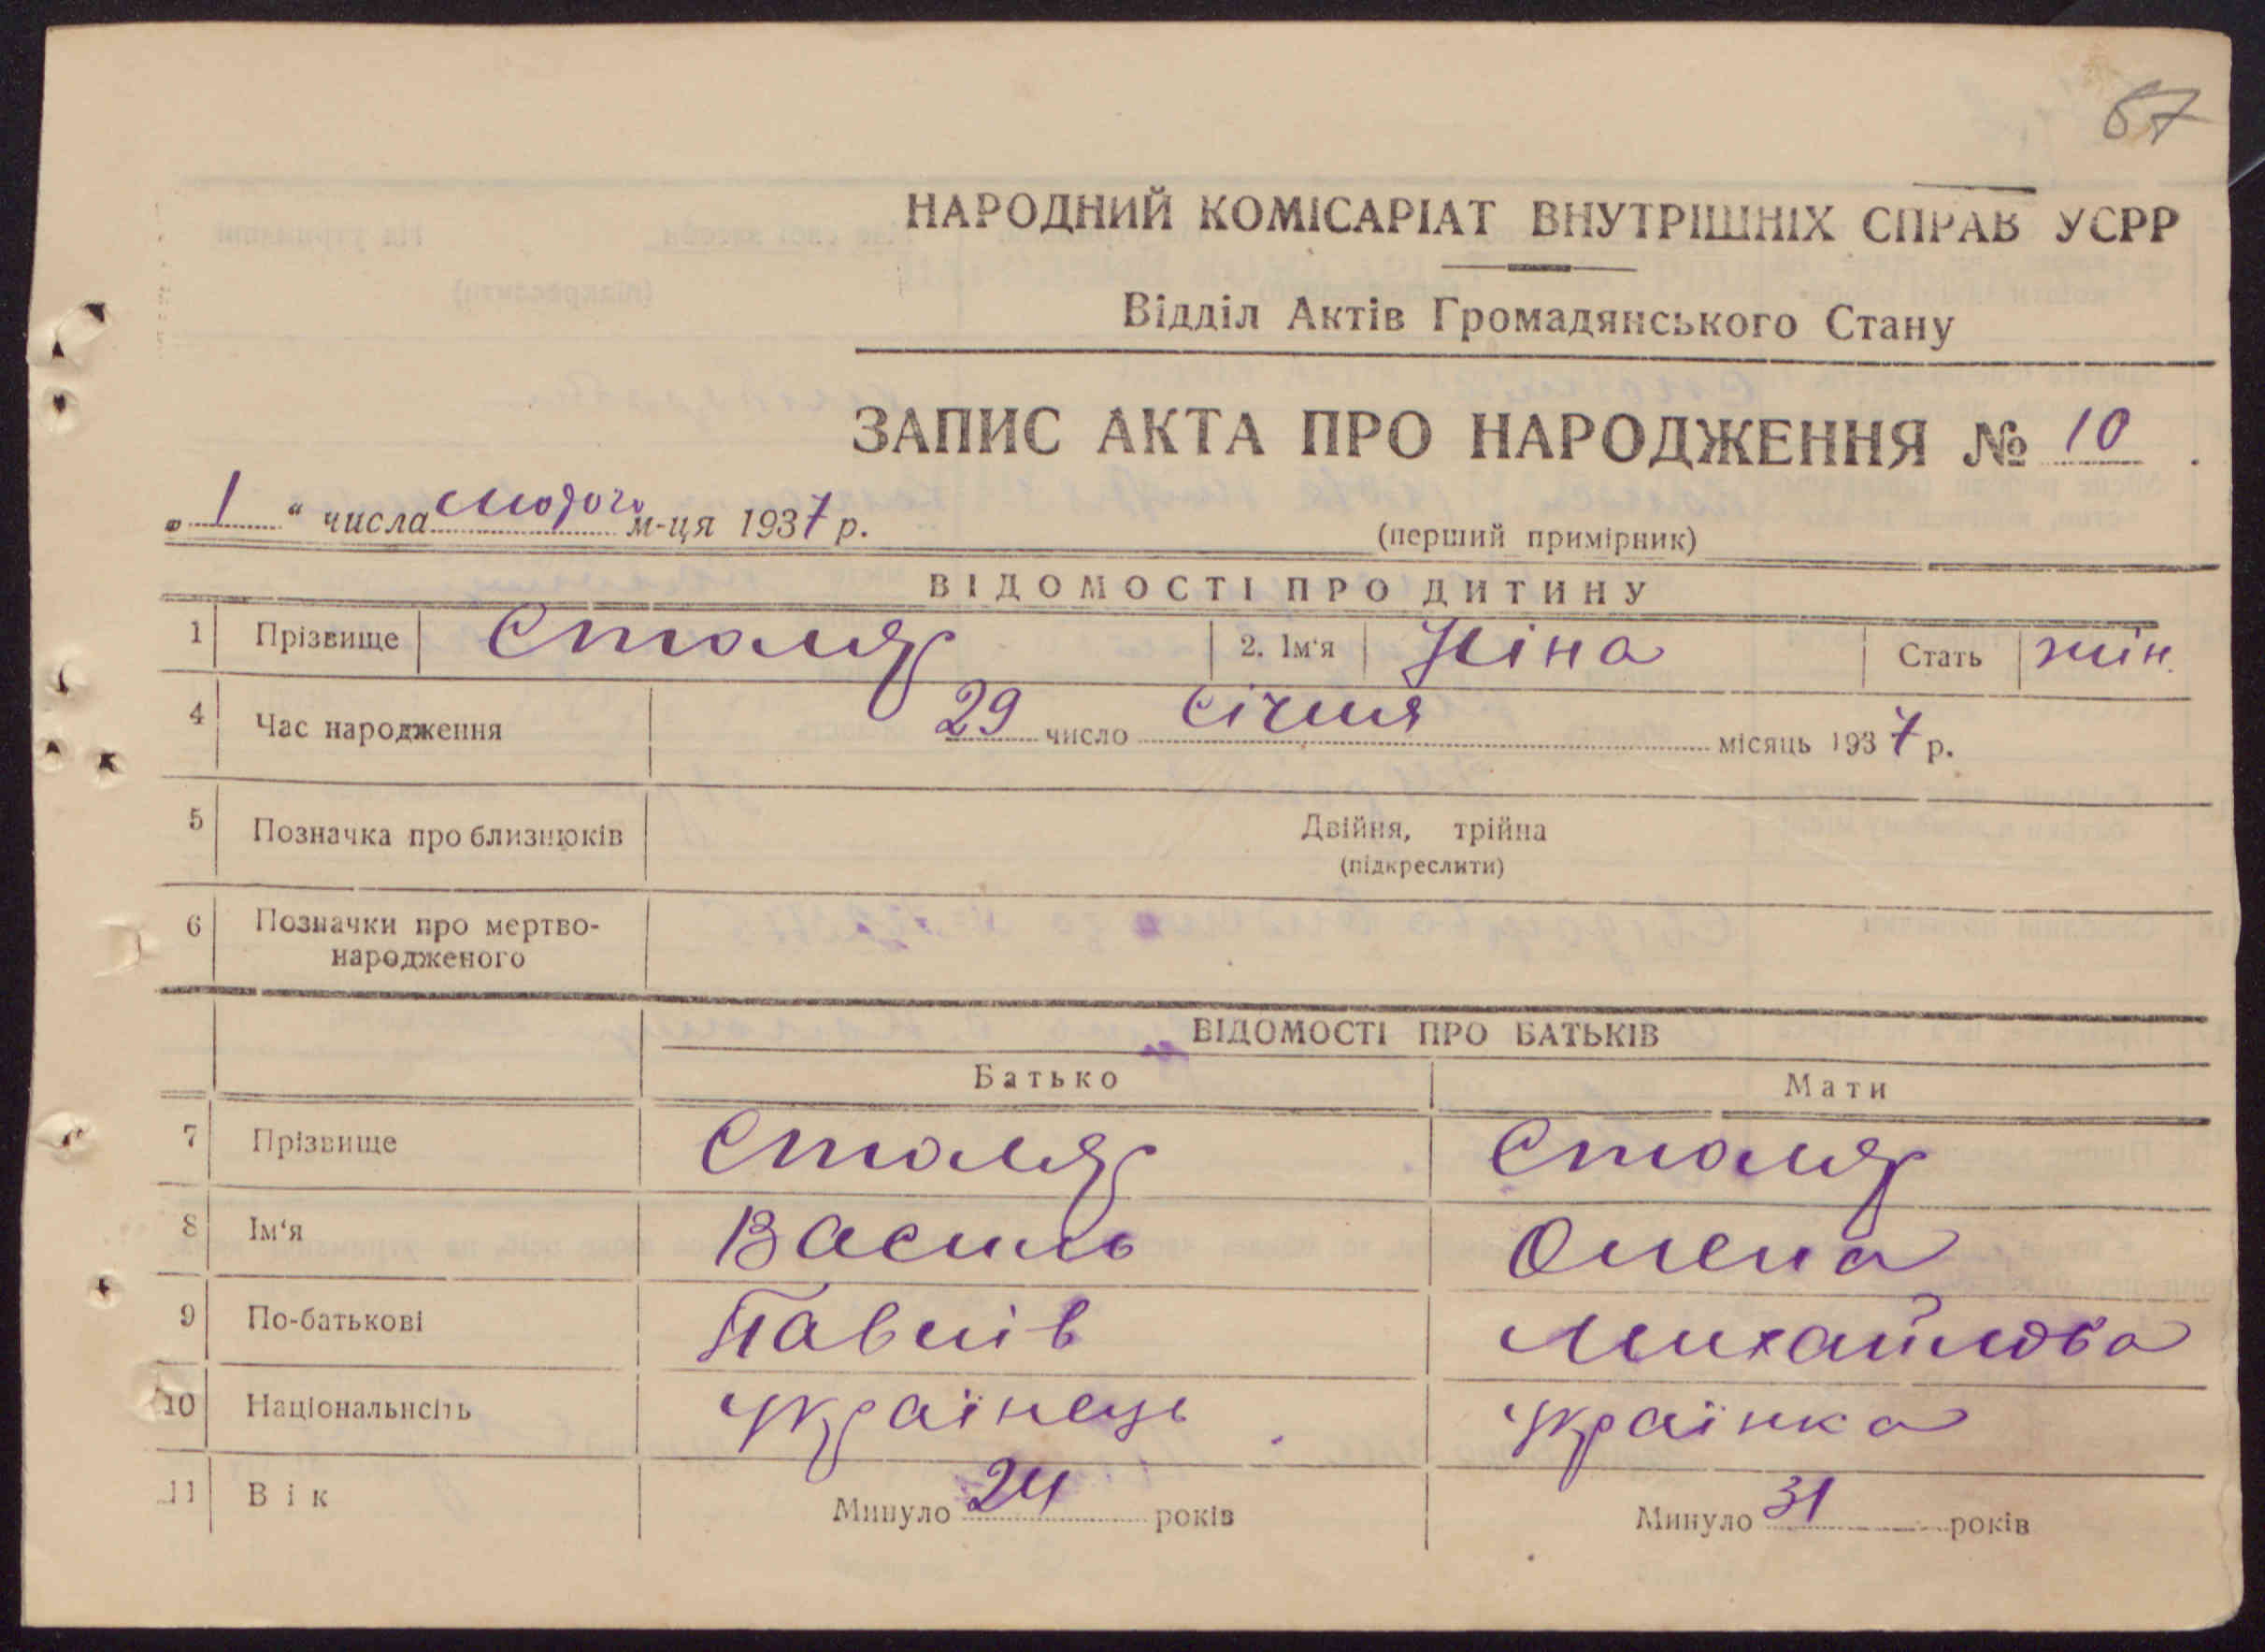 67
НАРОДНИЙ КОМІСАРІАТ ВНУТРІШНІХ СПРАВ УСРР
Відділ Актів Громадянського Стану
ЗАПИС АКТА ПРО НАРОДЖЕННЯ № 10.
„1“ числа лютого м-ця 1937 р.
(перший примірник)
ВІДОМОСТІ ПРО ДИТИНУ
1 Прізвище Столяр 2. Ім'я Ніна Стать жін.
4 Час народження 29 число січня місяць 1937 р.
5 Позначка про близнюків Двійня, трійна
(підкреслити)
6 Позначки про мертво-
народженого
ВІДОМОСТІ ПРО БАТЬКІВ
Батько Мати
7 Прізвище Столяр Столяр
8 Ім'я Василь Олена
9 По-батькові Павлів Михайлова
10 Національнсіть українець українка
11 Вік Минуло 24 років Минуло 31 років